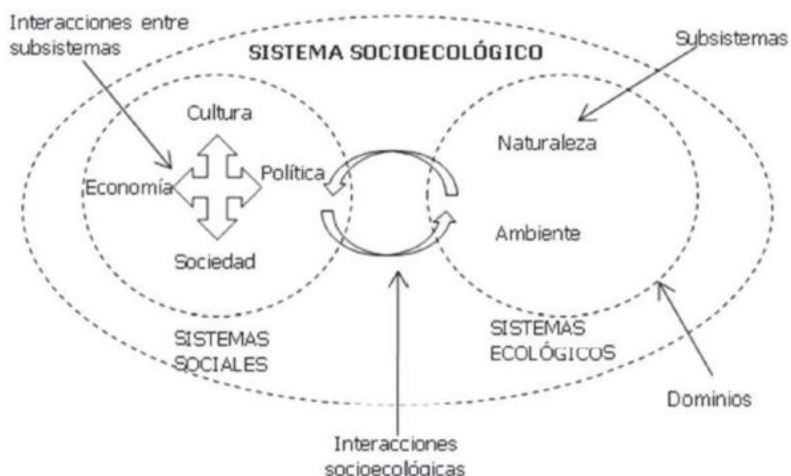 Interacciones entre
subsistemas
SISTEMA SOCIOECOLÓGICO
Subsistemas
Cultura
Economía
Política
Sociedad
Naturaleza
Ambiente
SISTEMAS
SOCIALES
SISTEMAS
ECOLÓGICOS
Dominios
Interacciones
socioecológicas